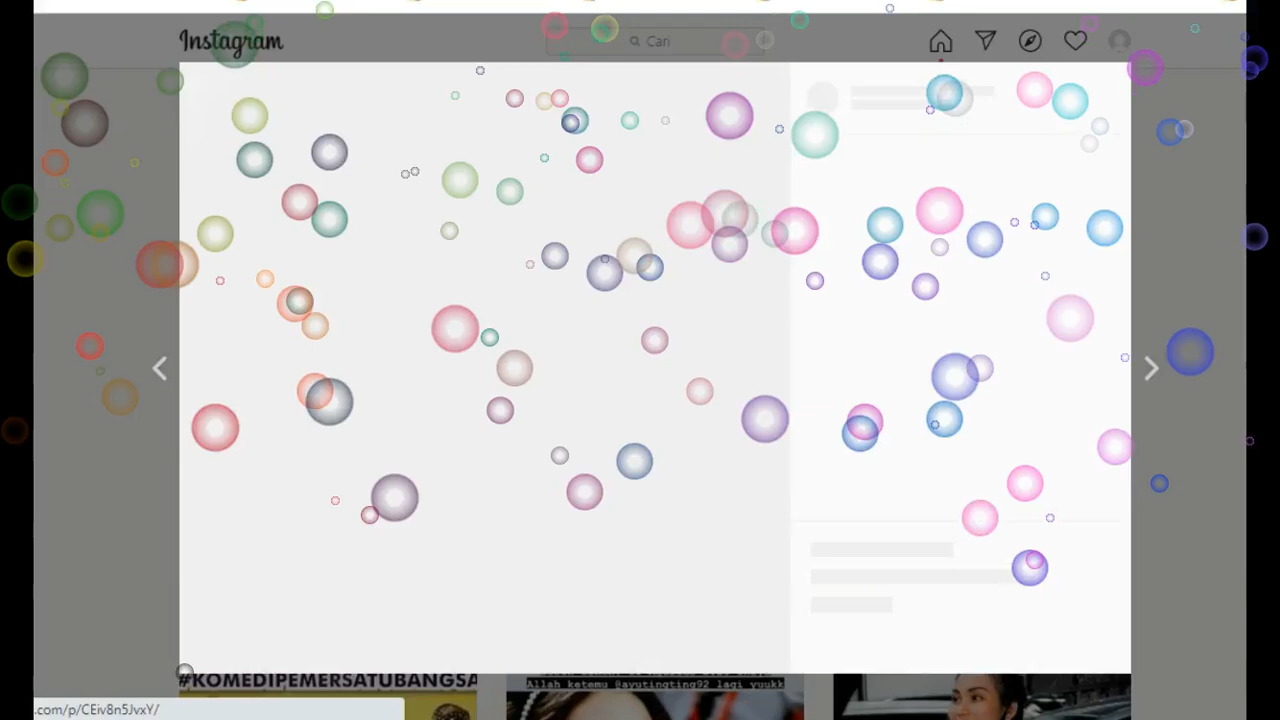 Instagram
Cari
#KOMEDIPEMERSATUBANGSA
Allah ketemu @ayutingting92 lagi yuukk
.com/p/CEiv8n5JvxY/